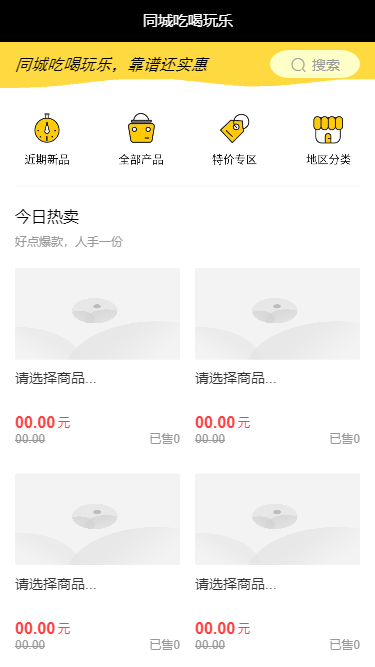 同城吃喝玩乐
同城吃喝玩乐，靠谱还实惠 搜索
近期新品 全部产品 特价专区 地区分类
今日热卖
好点爆款，人手一份
请选择商品... 请选择商品...
00.00元 00.00元
00.00 已售0 00.00 已售0
请选择商品... 请选择商品...
00.00元 00.00元
00.00 已售0 00.00 已售0